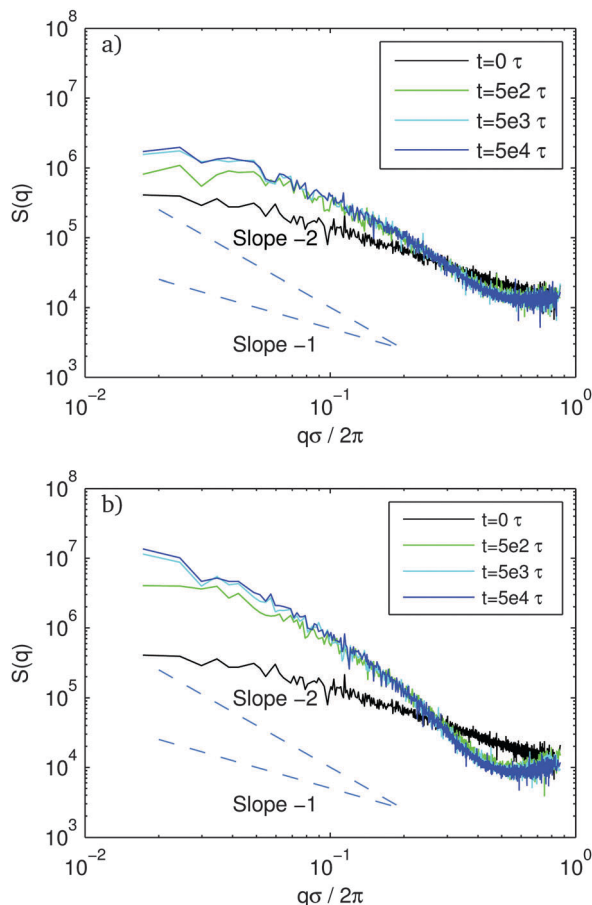 a)
10^8
10^7
10^6
10^5
10^4
10^3
S(q)
t=0 τ
t=5e2 τ
t=5e3 τ
t=5e4 τ
Slope −2
Slope −1
10^−2
10^−1
10^0
qσ / 2π
b)
10^8
10^7
10^6
10^5
10^4
10^3
S(q)
t=0 τ
t=5e2 τ
t=5e3 τ
t=5e4 τ
Slope −2
Slope −1
10^−2
10^−1
10^0
qσ / 2π